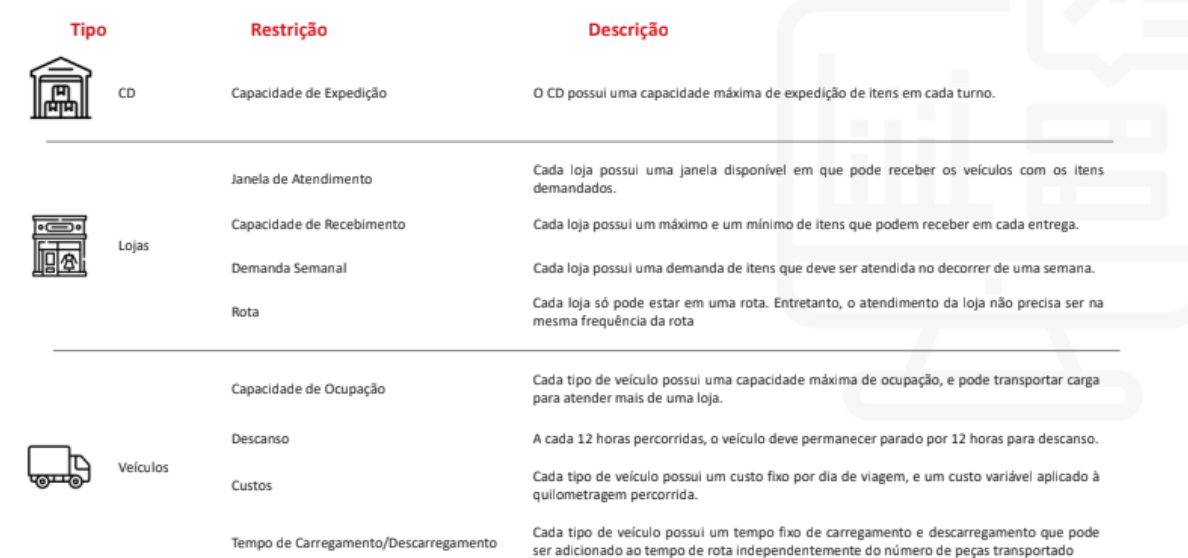 Tipo Restrição Descrição
CD Capacidade de Expedição O CD possui uma capacidade máxima de expedição de itens em cada turno.
Janela de Atendimento Cada loja possui uma janela disponível em que pode receber os veículos com os itens
demandados.
Capacidade de Recebimento Cada loja possui um máximo e um mínimo de itens que podem receber em cada entrega.
Lojas
Demanda Semanal Cada loja possui uma demanda de itens que deve ser atendida no decorrer de uma semana.
Rota Cada loja só pode estar em uma rota. Entretanto, o atendimento da loja não precisa ser na
mesma frequência da rota
Capacidade de Ocupação Cada tipo de veículo possui uma capacidade máxima de ocupação, e pode transportar carga
para atender mais de uma loja.
Descanso A cada 12 horas percorridas, o veículo deve permanecer parado por 12 horas para descanso.
Veículos
Custos Cada tipo de veículo possui um custo fixo por dia de viagem, e um custo variável aplicado à
quilometragem percorrida.
Tempo de Carregamento/Descarregamento Cada tipo de veículo possui um tempo fixo de carregamento e descarregamento que pode
ser adicionado ao tempo de rota independentemente do número de peças transportado